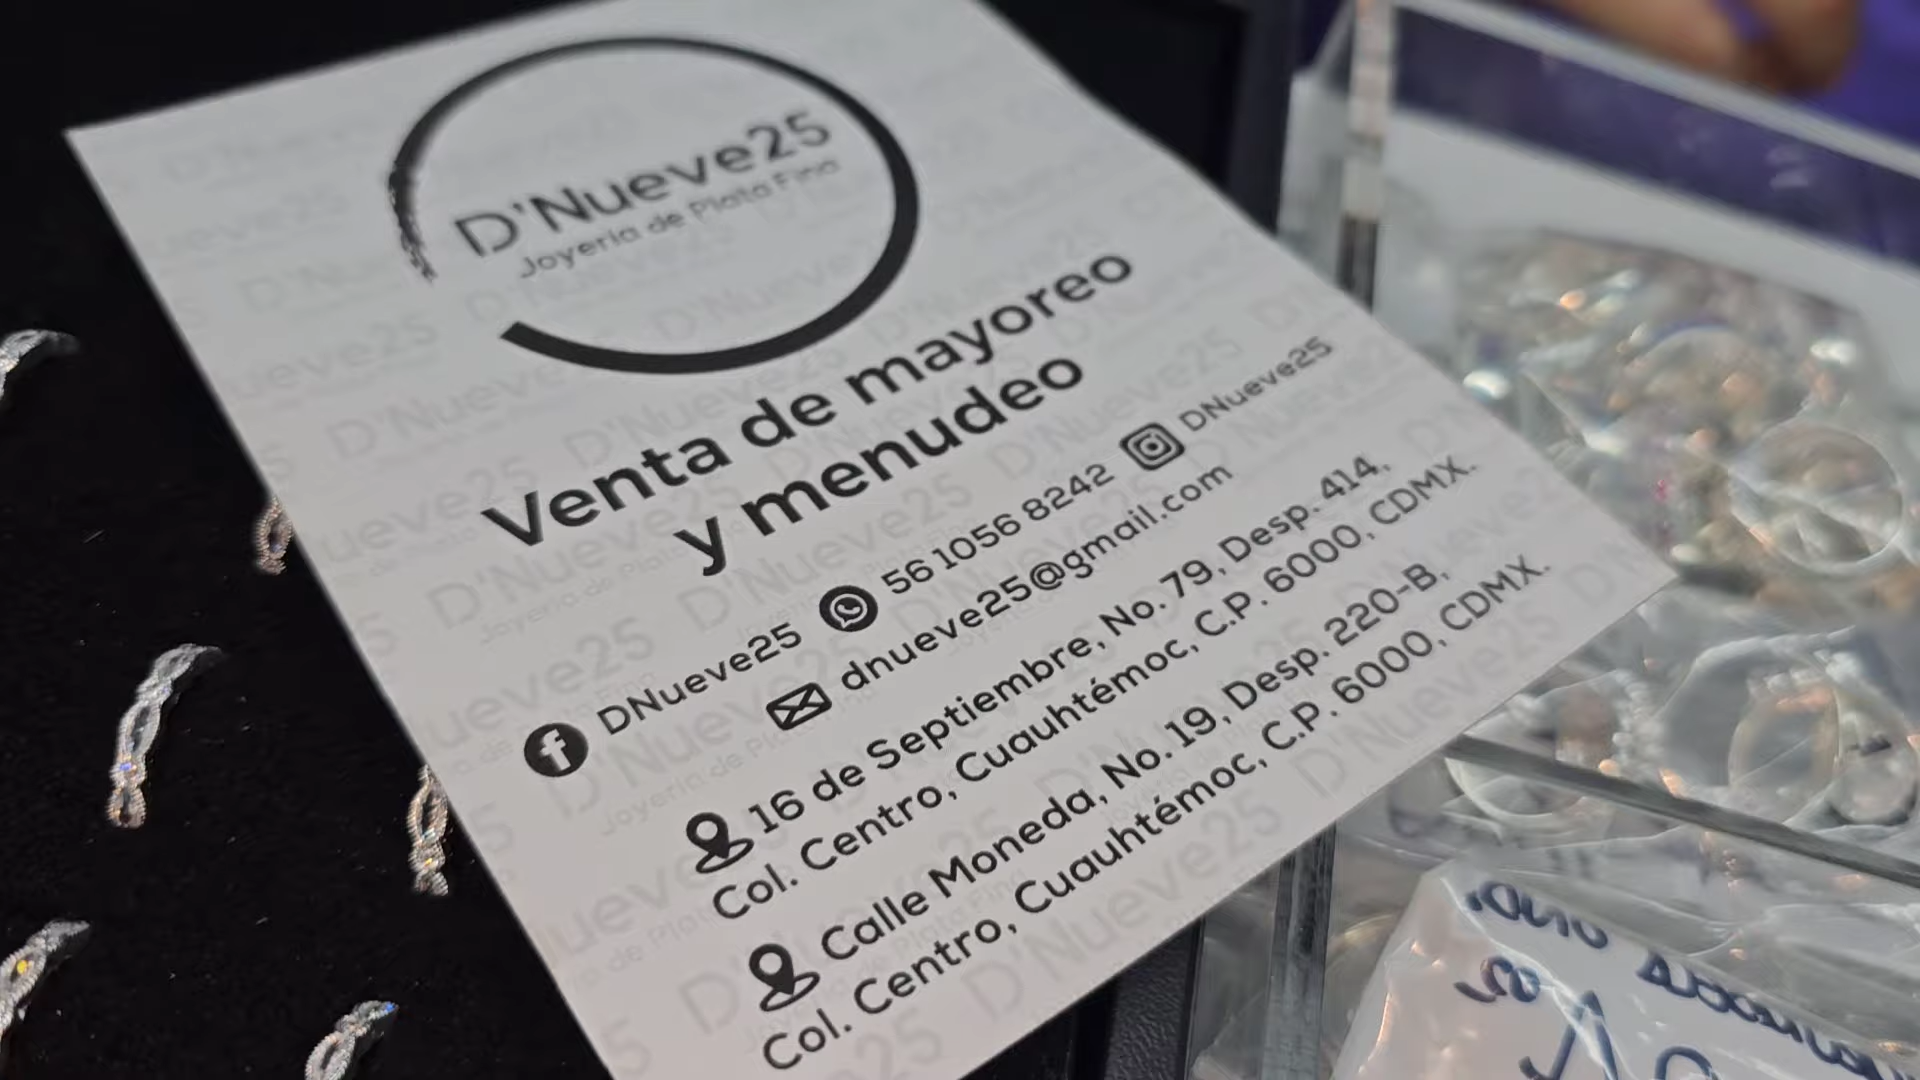 D'Nueve25
Joyería de Plata Fina
Venta de mayoreo
y menudeo
DNueve25 56 1056 8242 DNueve25
dnueve25@gmail.com
16 de Septiembre, No. 79, Desp. 414,
Col. Centro, Cuauhtémoc, C.P. 6000, CDMX.
Calle Moneda, No. 19, Desp. 220-B,
Col. Centro, Cuauhtémoc, C.P. 6000, CDMX.